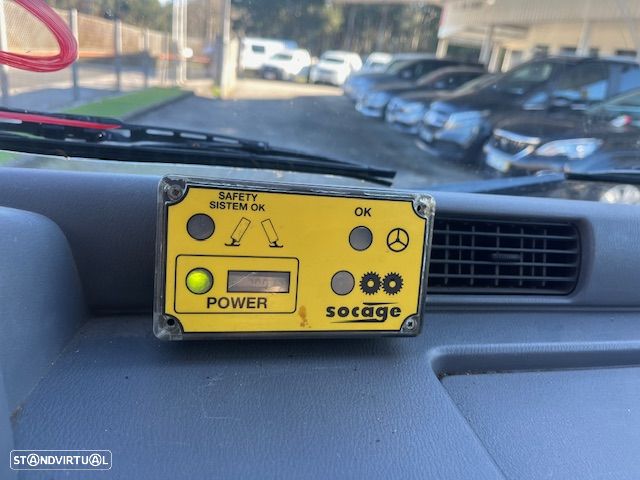 SAFETY
SISTEM OK
OK
POWER
socage
STANDVIRTUAL